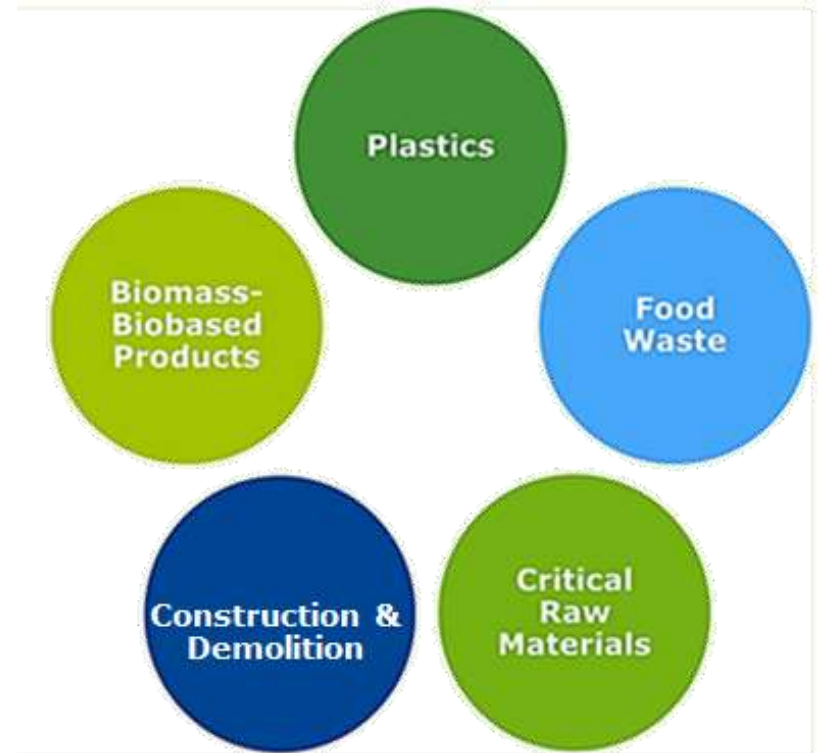 Plastics
Biomass-
Biobased
Products
Food
Waste
Construction &
Demolition
Critical
Raw
Materials